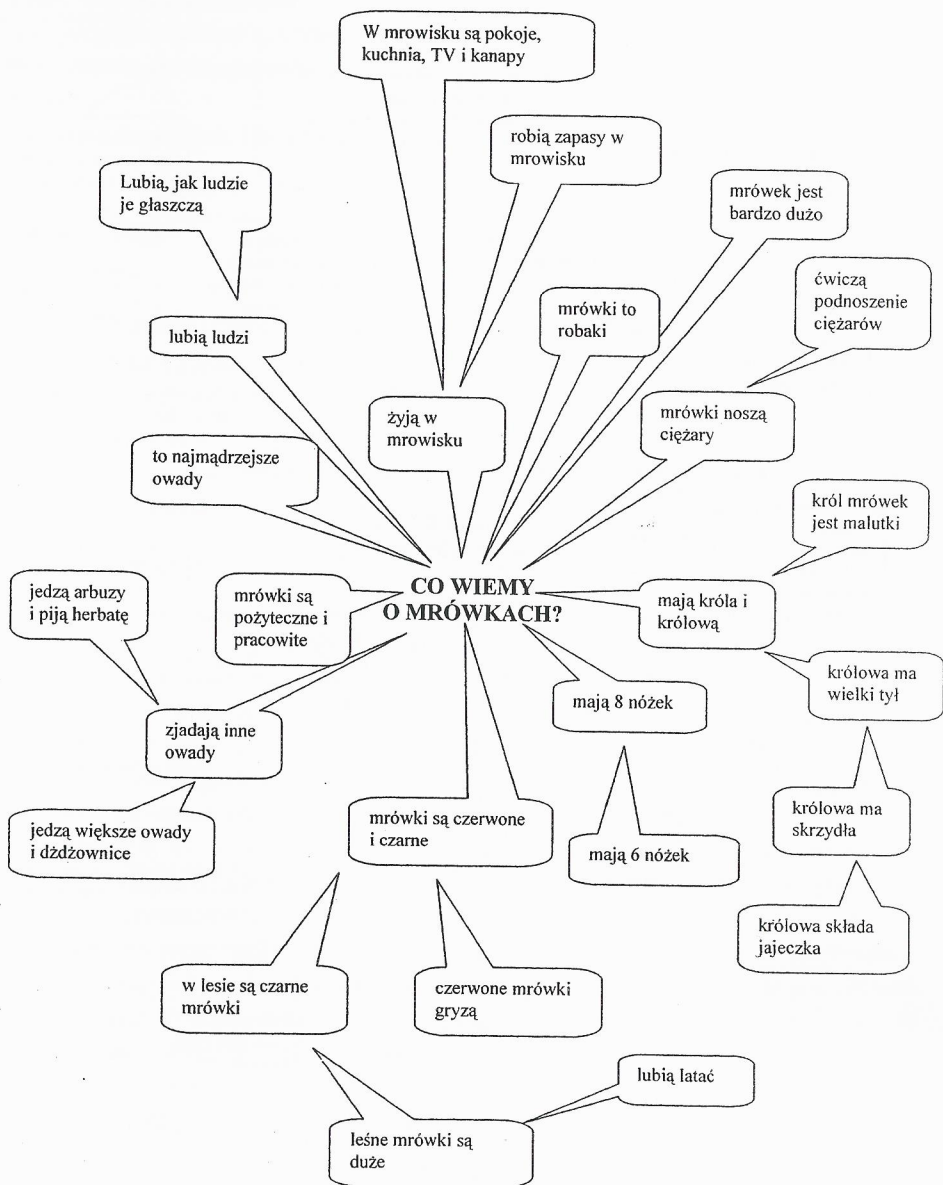 W mrowisku są pokoje,
kuchnia, TV i kanapy
robią zapasy w
mrowisku
Lubią, jak ludzie
je głaszczą
mrówek jest
bardzo dużo
ćwiczą
podnoszenie
ciężarów
mrówki to
robaki
lubią ludzi
żyją w
mrowisku
mrówki noszą
ciężary
to najmądrzejsze
owady
król mrówek
jest malutki
CO WIEMY
O MRÓWKACH?
jedzą arbuzy
i piją herbatę
mrówki są
pożyteczne i
pracowite
mają króla i
królową
królowa ma
wielki tył
mają 8 nóżek
zjadają inne
owady
królowa ma
skrzydła
jedzą większe owady
i dżdżownice
mrówki są czerwone
i czarne
mają 6 nóżek
królowa składa
jajeczka
w lesie są czarne
mrówki
czerwone mrówki
gryzą
lubią latać
leśne mrówki są
duże